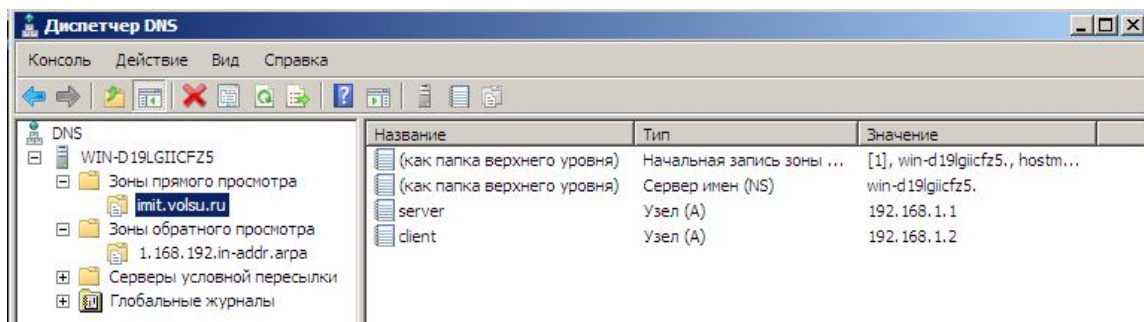 Диспетчер DNS
Консоль Действие Вид Справка
DNS
WIN-D19LGIICFZ5
Зоны прямого просмотра
imit.volsu.ru
Зоны обратного просмотра
1.168.192.in-addr.arpa
Серверы условной пересылки
Глобальные журналы
Название Тип Значение
(как папка верхнего уровня) Начальная запись зоны ... [1], win-d19lgiicfz5., hostm...
(как папка верхнего уровня) Сервер имен (NS) win-d19lgiicfz5.
server Узел (A) 192.168.1.1
client Узел (A) 192.168.1.2